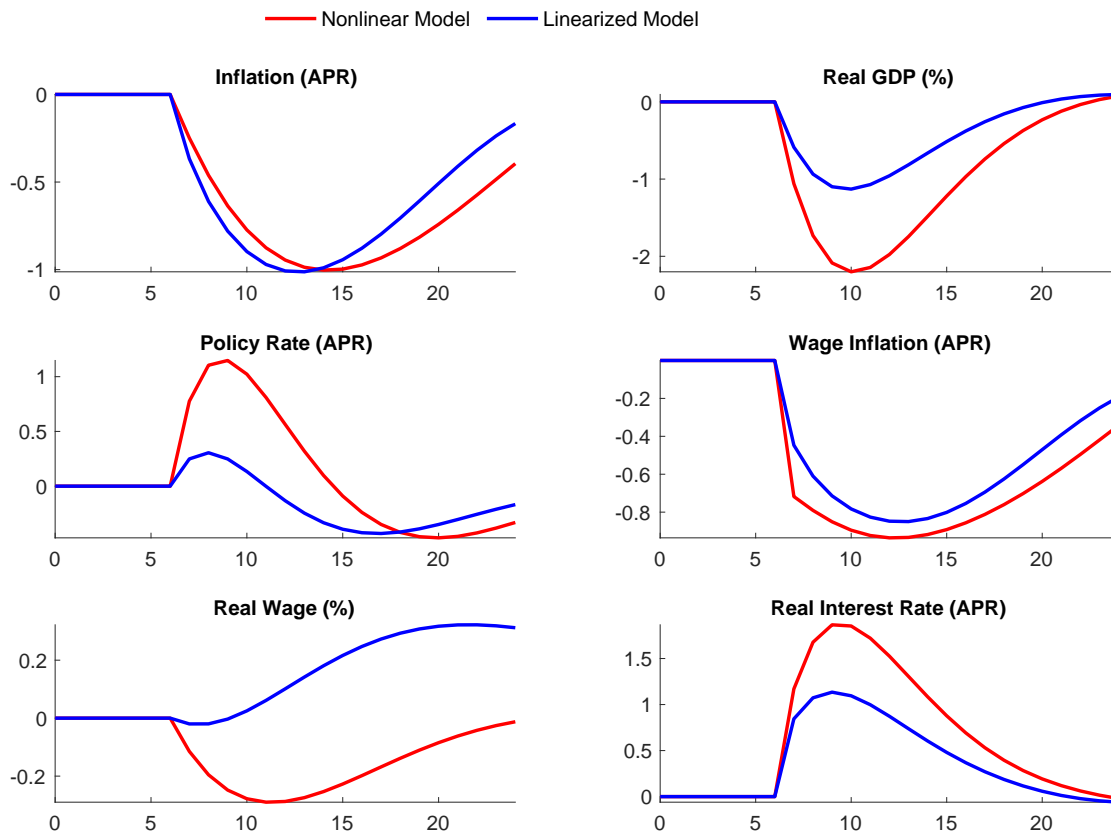 Nonlinear Model Linearized Model
Inflation (APR)
0
-0.5
-1
0 5 10 15 20
Real GDP (%)
0
-1
-2
0 5 10 15 20
Policy Rate (APR)
1
0.5
0
0 5 10 15 20
Wage Inflation (APR)
-0.2
-0.4
-0.6
-0.8
0 5 10 15 20
Real Wage (%)
0.2
0
-0.2
0 5 10 15 20
Real Interest Rate (APR)
1.5
1
0.5
0
0 5 10 15 20